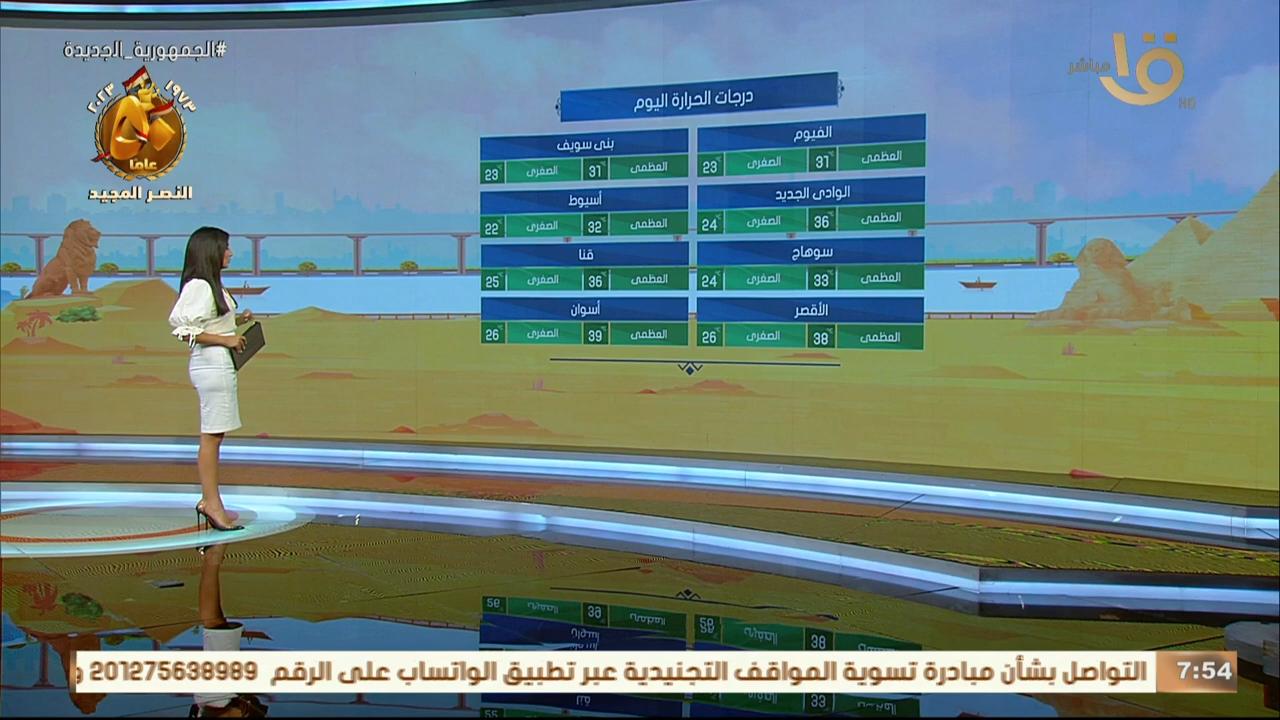 #الجمهورية_الجديدة
١٩٧٣
٢٠٢٣
٥٠
عاما
النصر المجيد
مباشر
HD
درجات الحرارة اليوم
الفيوم
العظمى 31 الصغرى 23
بنى سويف
العظمى 31 الصغرى 23
الوادى الجديد
العظمى 36 الصغرى 24
أسيوط
العظمى 32 الصغرى 22
سوهاج
العظمى 33 الصغرى 24
قنا
العظمى 36 الصغرى 25
الأقصر
العظمى 38 الصغرى 26
أسوان
العظمى 39 الصغرى 26
7:54
التواصل بشأن مبادرة تسوية المواقف التجنيدية عبر تطبيق الواتساب على الرقم 201275638989